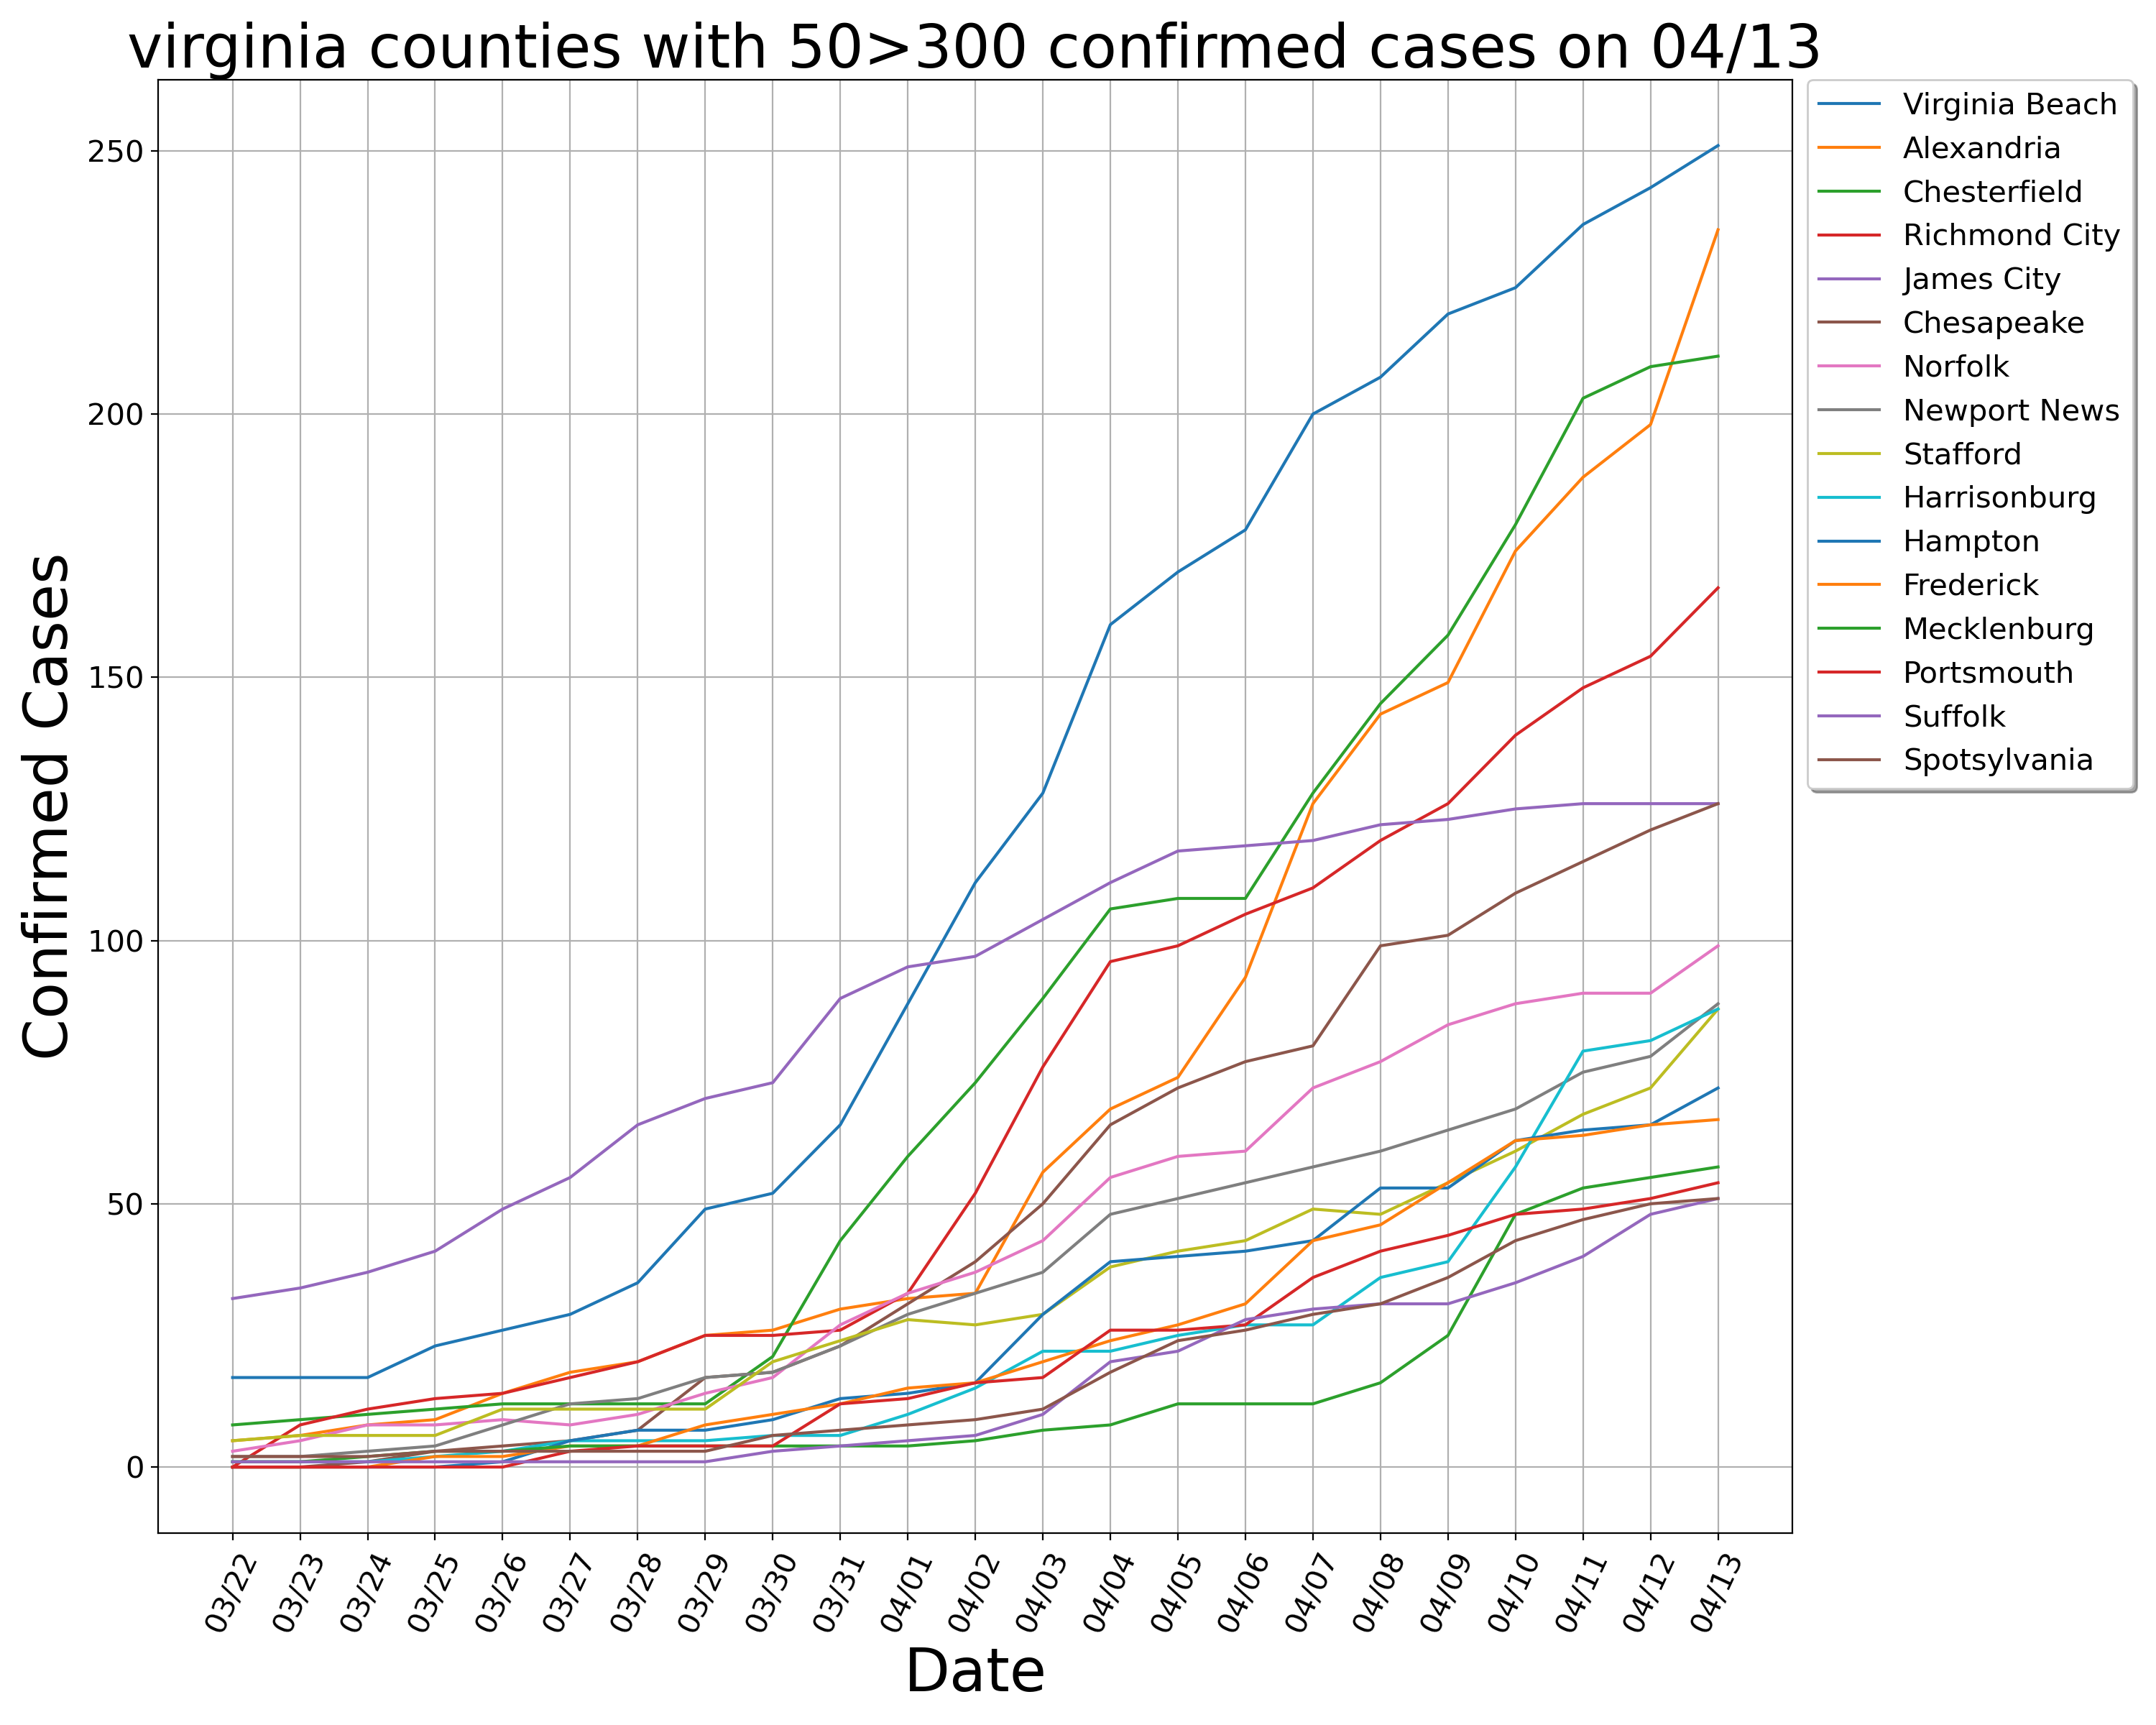 virginia counties with 50>300 confirmed cases on 04/13
Virginia Beach
Alexandria
Chesterfield
Richmond City
James City
Chesapeake
Norfolk
Newport News
Stafford
Harrisonburg
Hampton
Frederick
Mecklenburg
Portsmouth
Suffolk
Spotsylvania
Confirmed Cases
250
200
150
100
50
0
03/22 03/23 03/24 03/25 03/26 03/27 03/28 03/29 03/30 03/31 04/01 04/02 04/03 04/04 04/05 04/06 04/07 04/08 04/09 04/10 04/11 04/12 04/13
Date